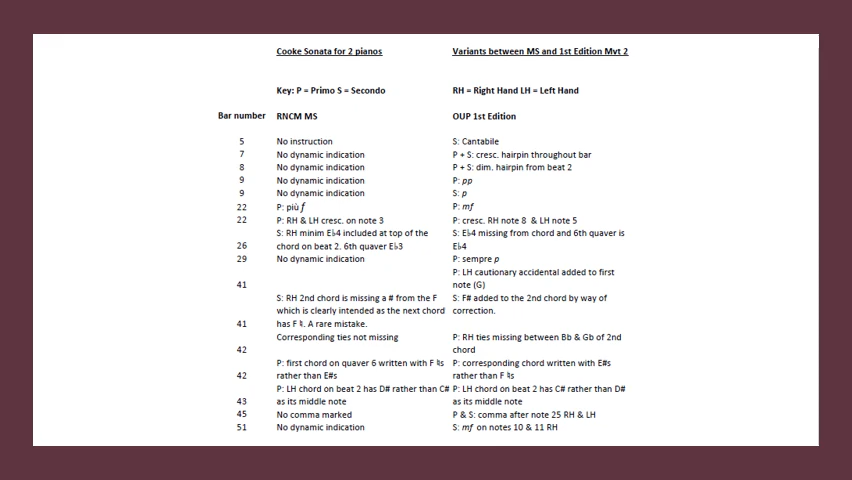 Cooke Sonata for 2 pianos Variants between MS and 1st Edition Mvt 2
Key: P = Primo S = Secondo RH = Right Hand LH = Left Hand
Bar number RNCM MS OUP 1st Edition
5 No instruction S: Cantabile
7 No dynamic indication P + S: cresc. hairpin throughout bar
8 No dynamic indication P + S: dim. hairpin from beat 2
9 No dynamic indication P: pp
9 No dynamic indication S: p
22 P: più f P: mf
22 P: RH & LH cresc. on note 3 P: cresc. RH note 8 & LH note 5
S: RH minim E♭4 included at top of the S: E♭4 missing from chord and 6th quaver is
26 chord on beat 2. 6th quaver E♭3 E♭4
29 No dynamic indication P: sempre p
P: LH cautionary accidental added to first
41 note (G)
S: RH 2nd chord is missing a # from the F S: F# added to the 2nd chord by way of
which is clearly intended as the next chord correction.
41 has F ♮. A rare mistake.
Corresponding ties not missing P: RH ties missing between Bb & Gb of 2nd
42 chord
P: first chord on quaver 6 written with F ♮s P: corresponding chord written with E#s
42 rather than E#s rather than F ♮s
P: LH chord on beat 2 has D# rather than C# P: LH chord on beat 2 has C# rather than D#
43 as its middle note as its middle note
45 No comma marked P & S: comma after note 25 RH & LH
51 No dynamic indication S: mf on notes 10 & 11 RH